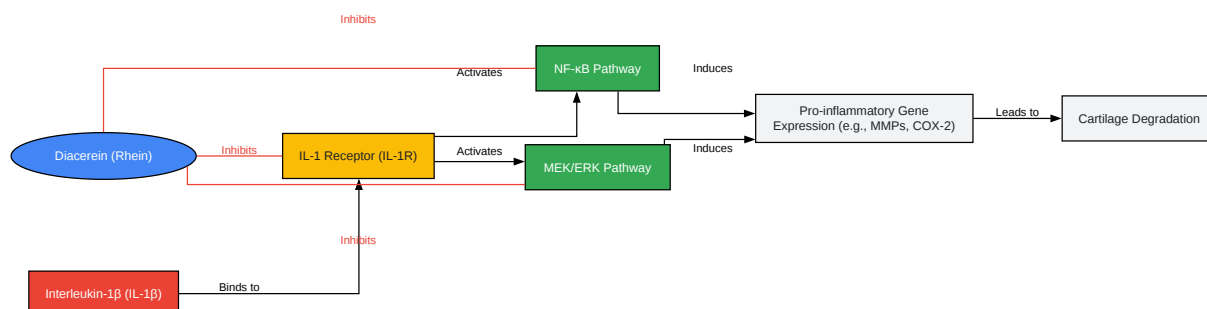 Inhibits
NF-κB Pathway
Activates
Induces
Pro-inflammatory Gene
Expression (e.g., MMPs, COX-2)
Leads to
Cartilage Degradation
Diacerein (Rhein)
Inhibits
IL-1 Receptor (IL-1R)
Activates
MEK/ERK Pathway
Induces
Inhibits
Interleukin-1β (IL-1β)
Binds to